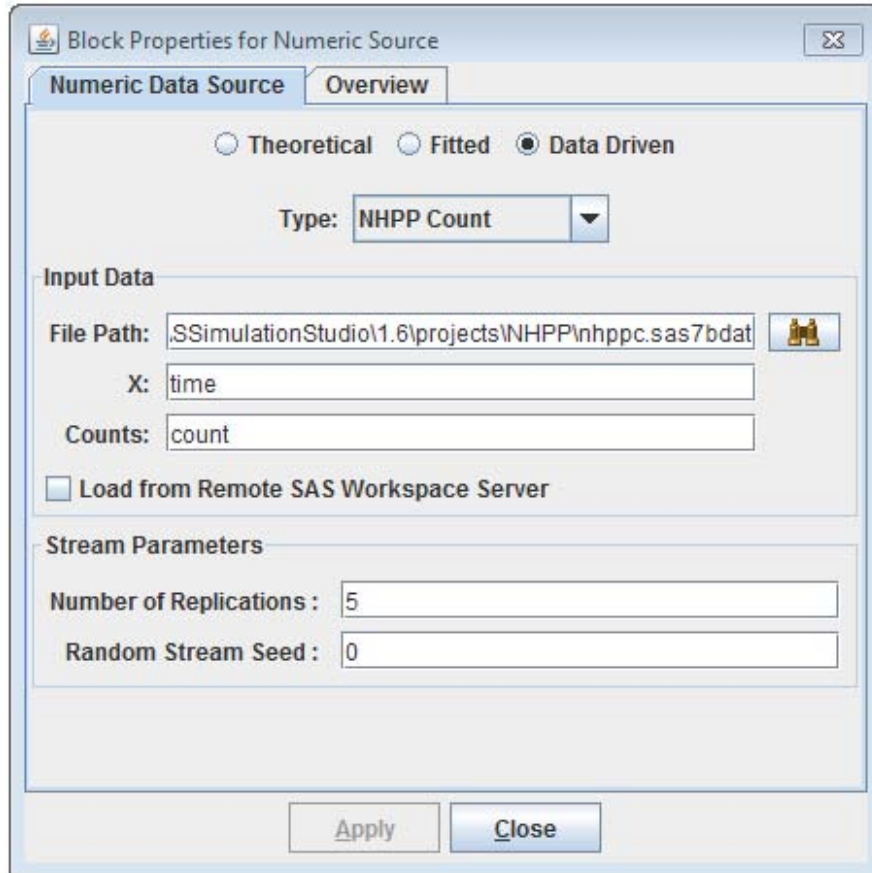 Block Properties for Numeric Source
Numeric Data Source Overview
Theoretical Fitted Data Driven
Type: NHPP Count
Input Data
File Path: .SSimulationStudio\1.6\projects\NHPP\nhppc.sas7bdat
X: time
Counts: count
Load from Remote SAS Workspace Server
Stream Parameters
Number of Replications : 5
Random Stream Seed : 0
Apply Close